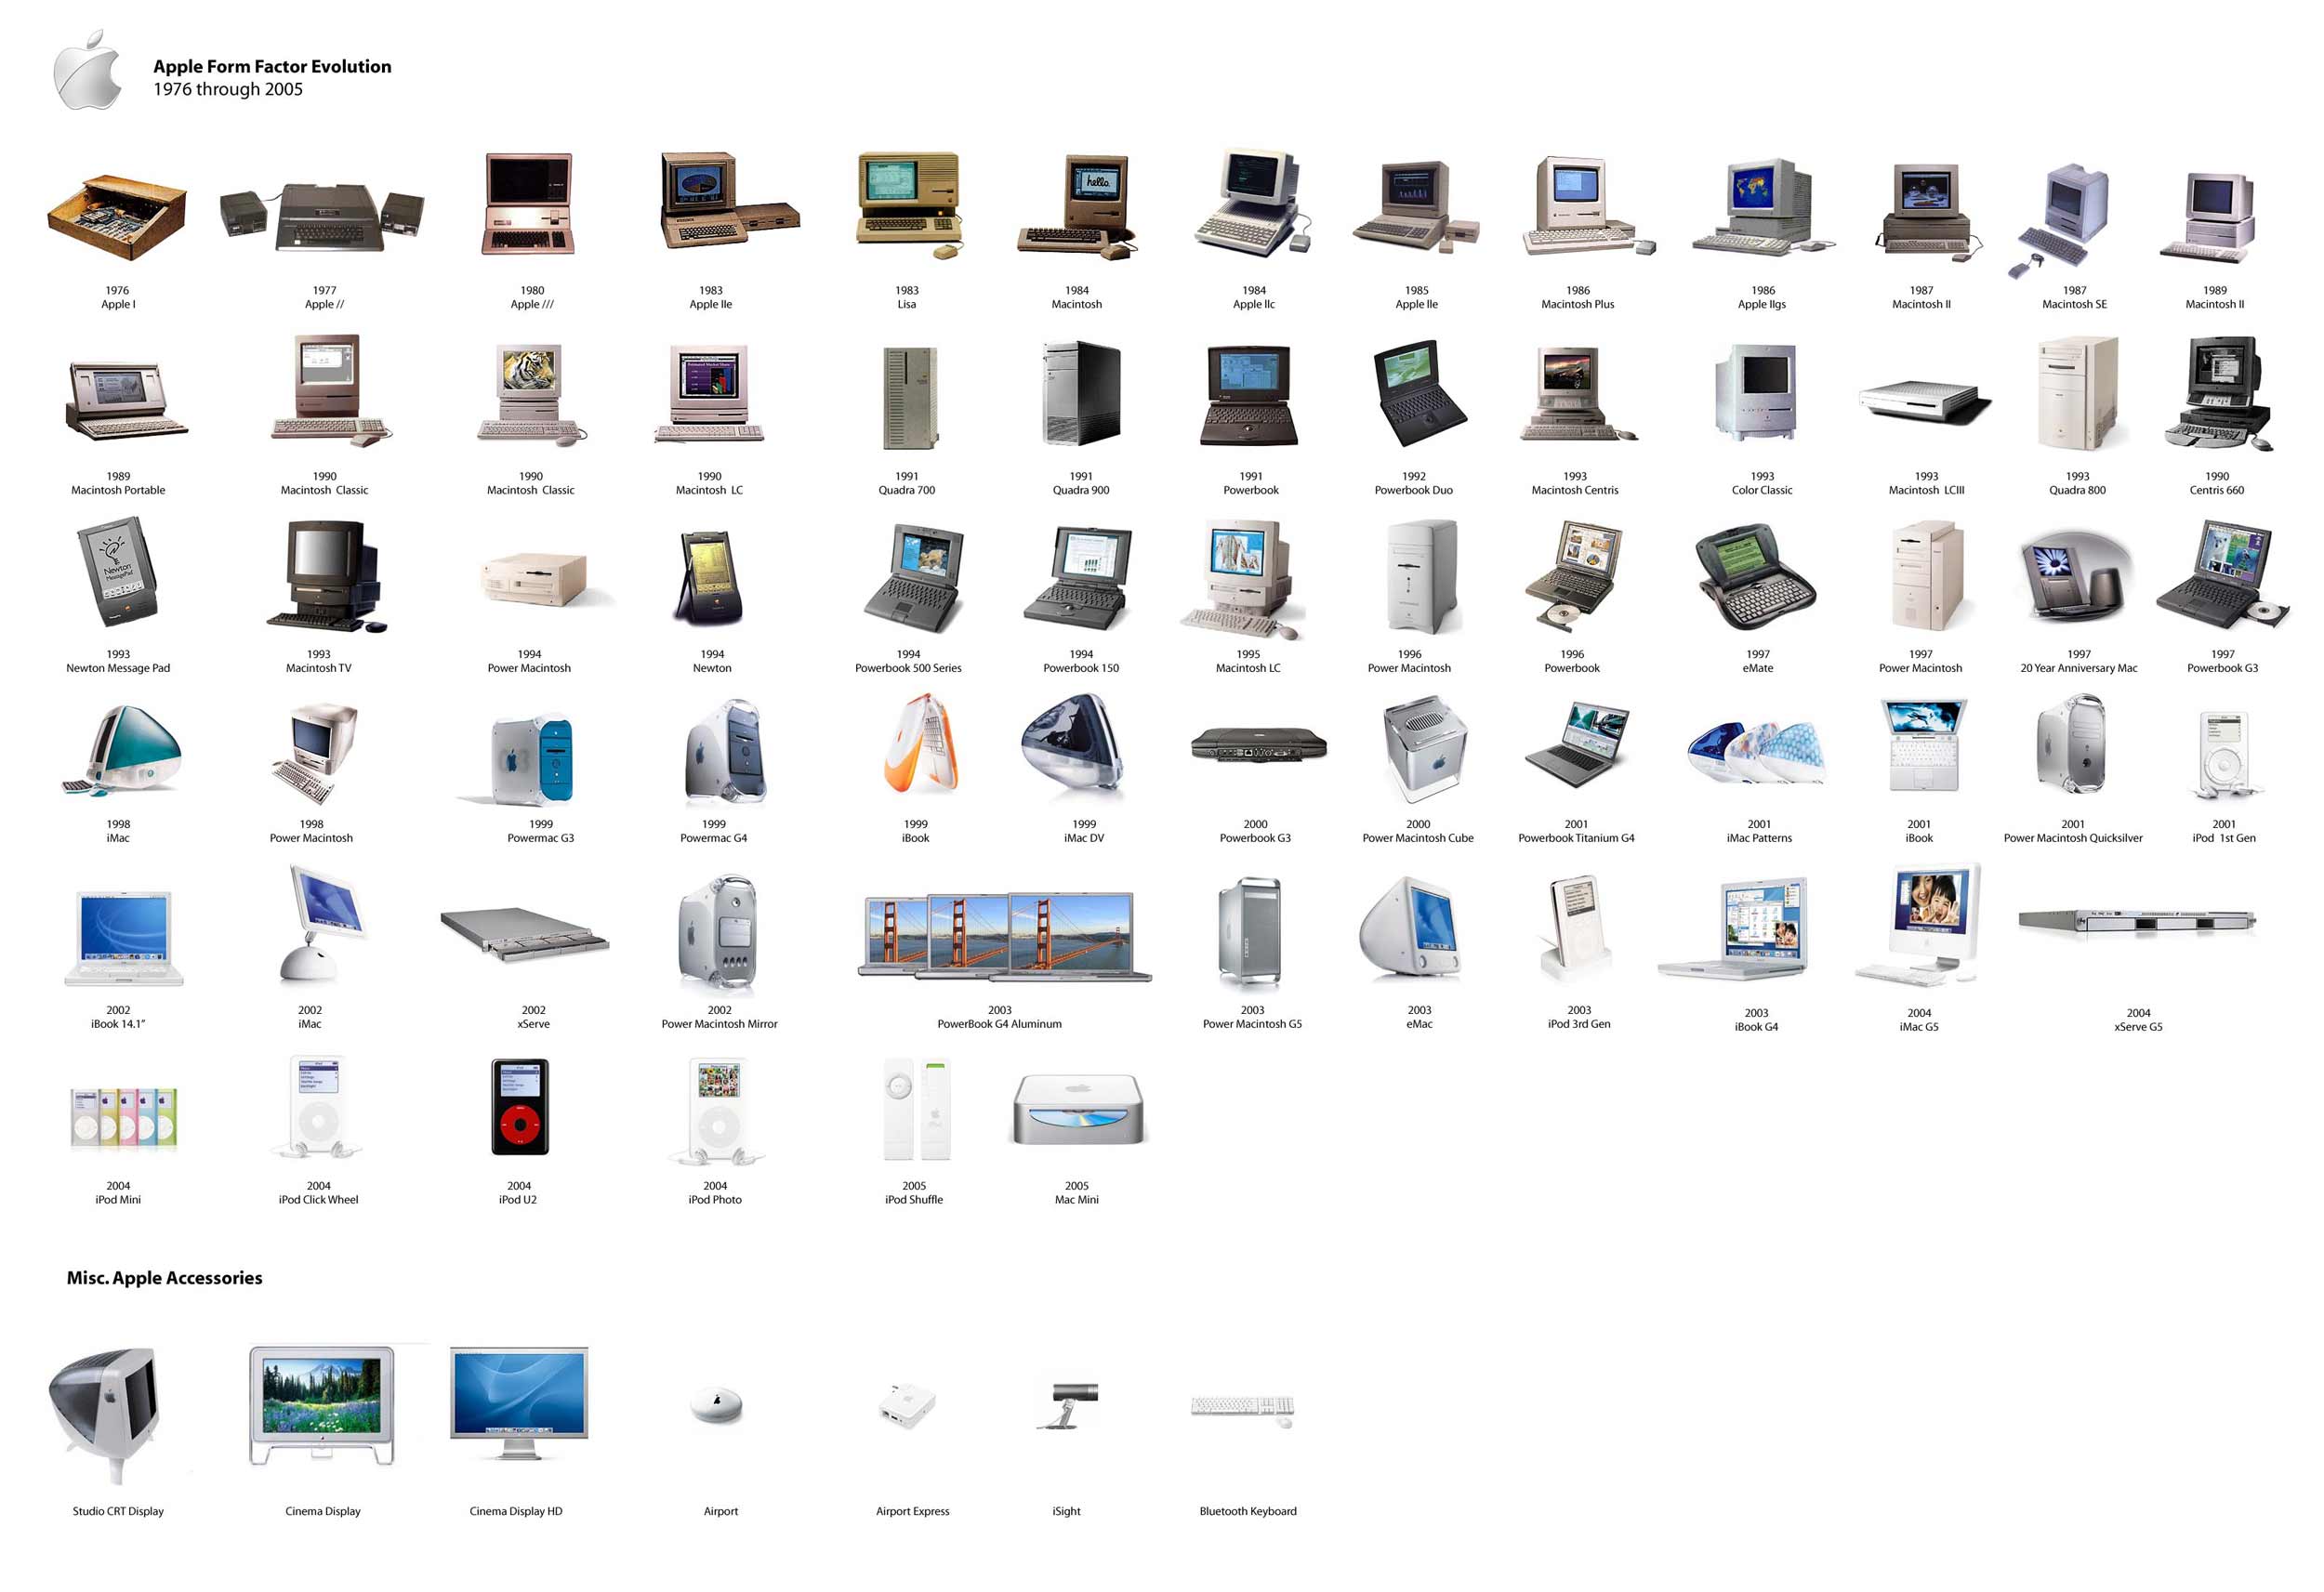 Apple Form Factor Evolution
1976 through 2005
1976
Apple I
1977
Apple //
1980
Apple ///
1983
Apple IIe
1983
Lisa
1984
Macintosh
1984
Apple IIc
1985
Apple IIe
1986
Macintosh Plus
1986
Apple IIgs
1987
Macintosh II
1987
Macintosh SE
1989
Macintosh II
hello.
1989
Macintosh Portable
1990
Macintosh Classic
1990
Macintosh Classic
1990
Macintosh LC
1991
Quadra 700
1991
Quadra 900
1991
Powerbook
1992
Powerbook Duo
1993
Macintosh Centris
1993
Color Classic
1993
Macintosh LCIII
1993
Quadra 800
1990
Centris 660
Newton
MessagePad
1993
Newton Message Pad
1993
Macintosh TV
1994
Power Macintosh
1994
Newton
1994
Powerbook 500 Series
1994
Powerbook 150
1995
Macintosh LC
1996
Power Macintosh
1996
Powerbook
1997
eMate
1997
Power Macintosh
1997
20 Year Anniversary Mac
1997
Powerbook G3
1998
iMac
1998
Power Macintosh
1999
Powermac G3
1999
Powermac G4
1999
iBook
1999
iMac DV
2000
Powerbook G3
2000
Power Macintosh Cube
2001
Powerbook Titanium G4
2001
iMac Patterns
2001
iBook
2001
Power Macintosh Quicksilver
2001
iPod 1st Gen
2002
iBook 14.1”
2002
iMac
2002
xServe
2002
Power Macintosh Mirror
2003
PowerBook G4 Aluminum
2003
Power Macintosh G5
2003
eMac
2003
iPod 3rd Gen
2003
iBook G4
2004
iMac G5
2004
xServe G5
2004
iPod Mini
2004
iPod Click Wheel
2004
iPod U2
2004
iPod Photo
2005
iPod Shuffle
2005
Mac Mini
Misc. Apple Accessories
Studio CRT Display
Cinema Display
Cinema Display HD
Airport
Airport Express
iSight
Bluetooth Keyboard